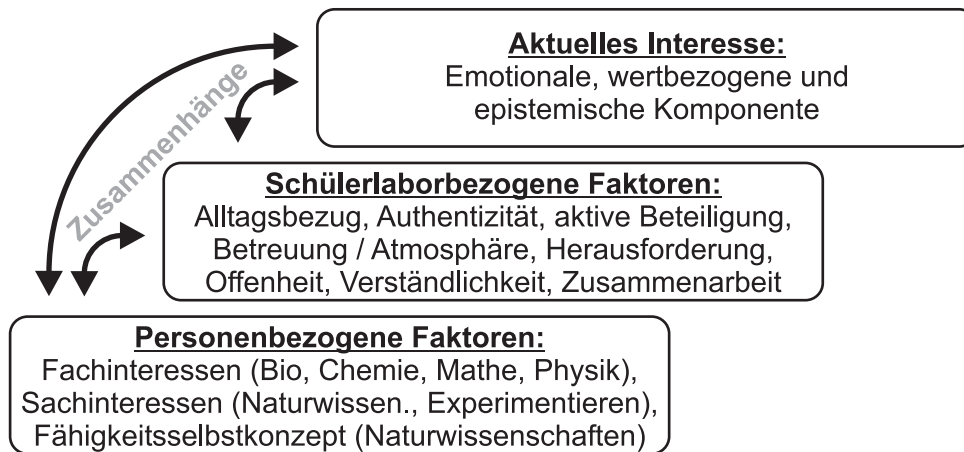 Aktuelles Interesse:
Emotionale, wertbezogene und
epistemische Komponente
Zusammenhänge
Schülerlaborbezogene Faktoren:
Alltagsbezug, Authentizität, aktive Beteiligung,
Betreuung / Atmosphäre, Herausforderung,
Offenheit, Verständlichkeit, Zusammenarbeit
Personenbezogene Faktoren:
Fachinteressen (Bio, Chemie, Mathe, Physik),
Sachinteressen (Naturwissen., Experimentieren),
Fähigkeitsselbstkonzept (Naturwissenschaften)